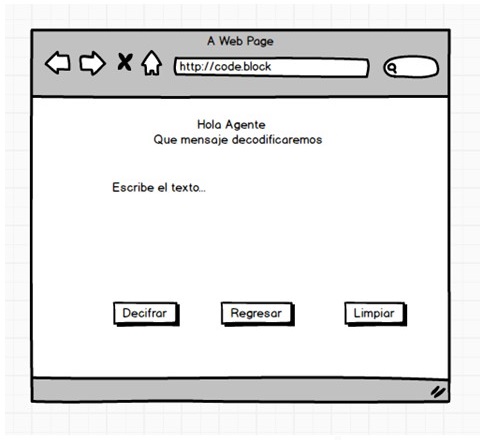 A Web Page
http://code.block
Hola Agente
Que mensaje decodificaremos
Escribe el texto...
Decifrar
Regresar
Limpiar